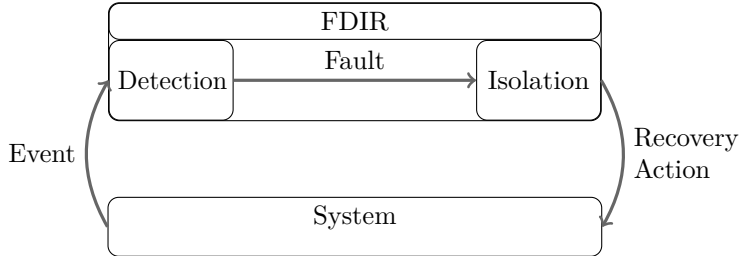 FDIR
Fault
Detection
Isolation
Event
Recovery
Action
System